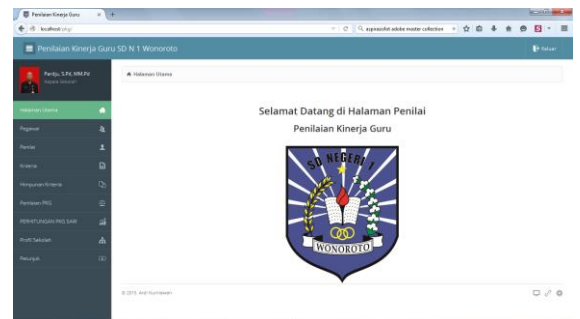 Penilaian Kinerja Guru
localhost/pkg/
Penilaian Kinerja Guru SD N 1 Wonoroto
Keluar
Halaman Utama
Halaman Utama
Pegawai
Penilai
Kriteria
Himpunan Kriteria
Penilaian PKG
PERHITUNGAN PKG SAW
Profil Sekolah
Petunjuk
Selamat Datang di Halaman Penilai
Penilaian Kinerja Guru
SD NEGERI 1
WONOROTO